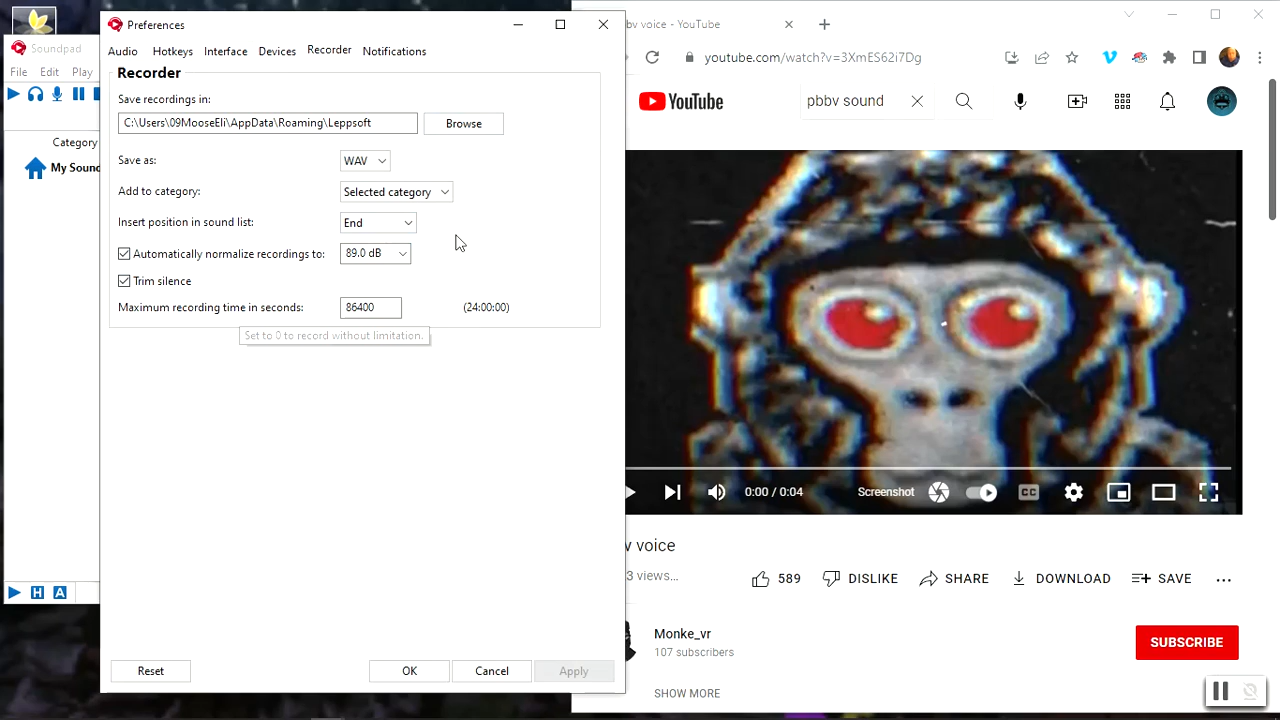 Preferences
Audio Hotkeys Interface Devices Recorder Notifications
Recorder
Save recordings in:
C:\Users\09MooseEli\AppData\Roaming\Leppsoft
Browse
Save as:
WAV
Add to category:
Selected category
Insert position in sound list:
End
Automatically normalize recordings to:
89.0 dB
Trim silence
Maximum recording time in seconds:
86400
(24:00:00)
Set to 0 to record without limitation.
Reset
OK
Cancel
Apply
Soundpad
File Edit Play
Category
My Soun
H A
bv voice - YouTube
youtube.com/watch?v=3XmES62i7Dg
YouTube
pbbv sound
0:00 / 0:04
Screenshot
CC
v voice
3 views...
589
DISLIKE
SHARE
DOWNLOAD
SAVE
Monke_vr
107 subscribers
SUBSCRIBE
SHOW MORE